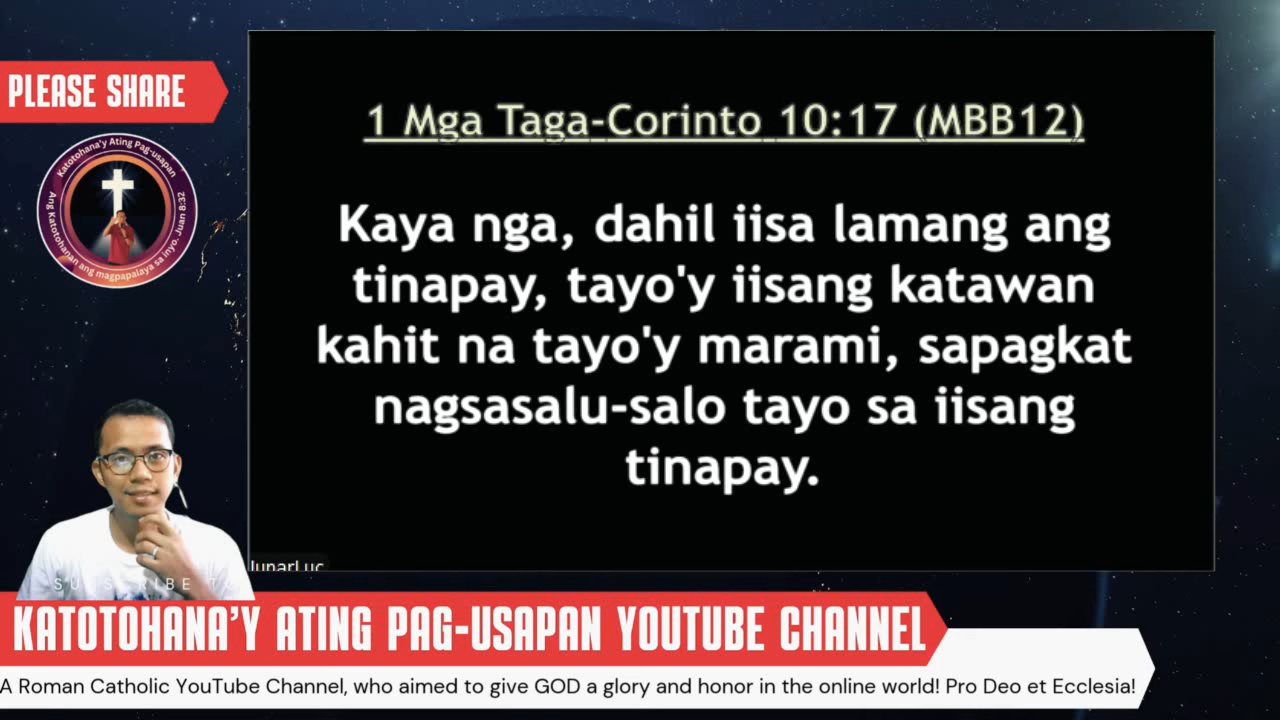 PLEASE SHARE
Katotohana'y Ating Pag-usapan
Ang Katotohanan ang magpapalaya sa inyo. Juan 8:32
1 Mga Taga-Corinto 10:17 (MBB12)
Kaya nga, dahil iisa lamang ang
tinapay, tayo'y iisang katawan
kahit na tayo'y marami, sapagkat
nagsasalu-salo tayo sa iisang
tinapay.
JunarLuc
SUBSCRIBE
KATOTOHANA'Y ATING PAG-USAPAN YOUTUBE CHANNEL
A Roman Catholic YouTube Channel, who aimed to give GOD a glory and honor in the online world! Pro Deo et Ecclesia!